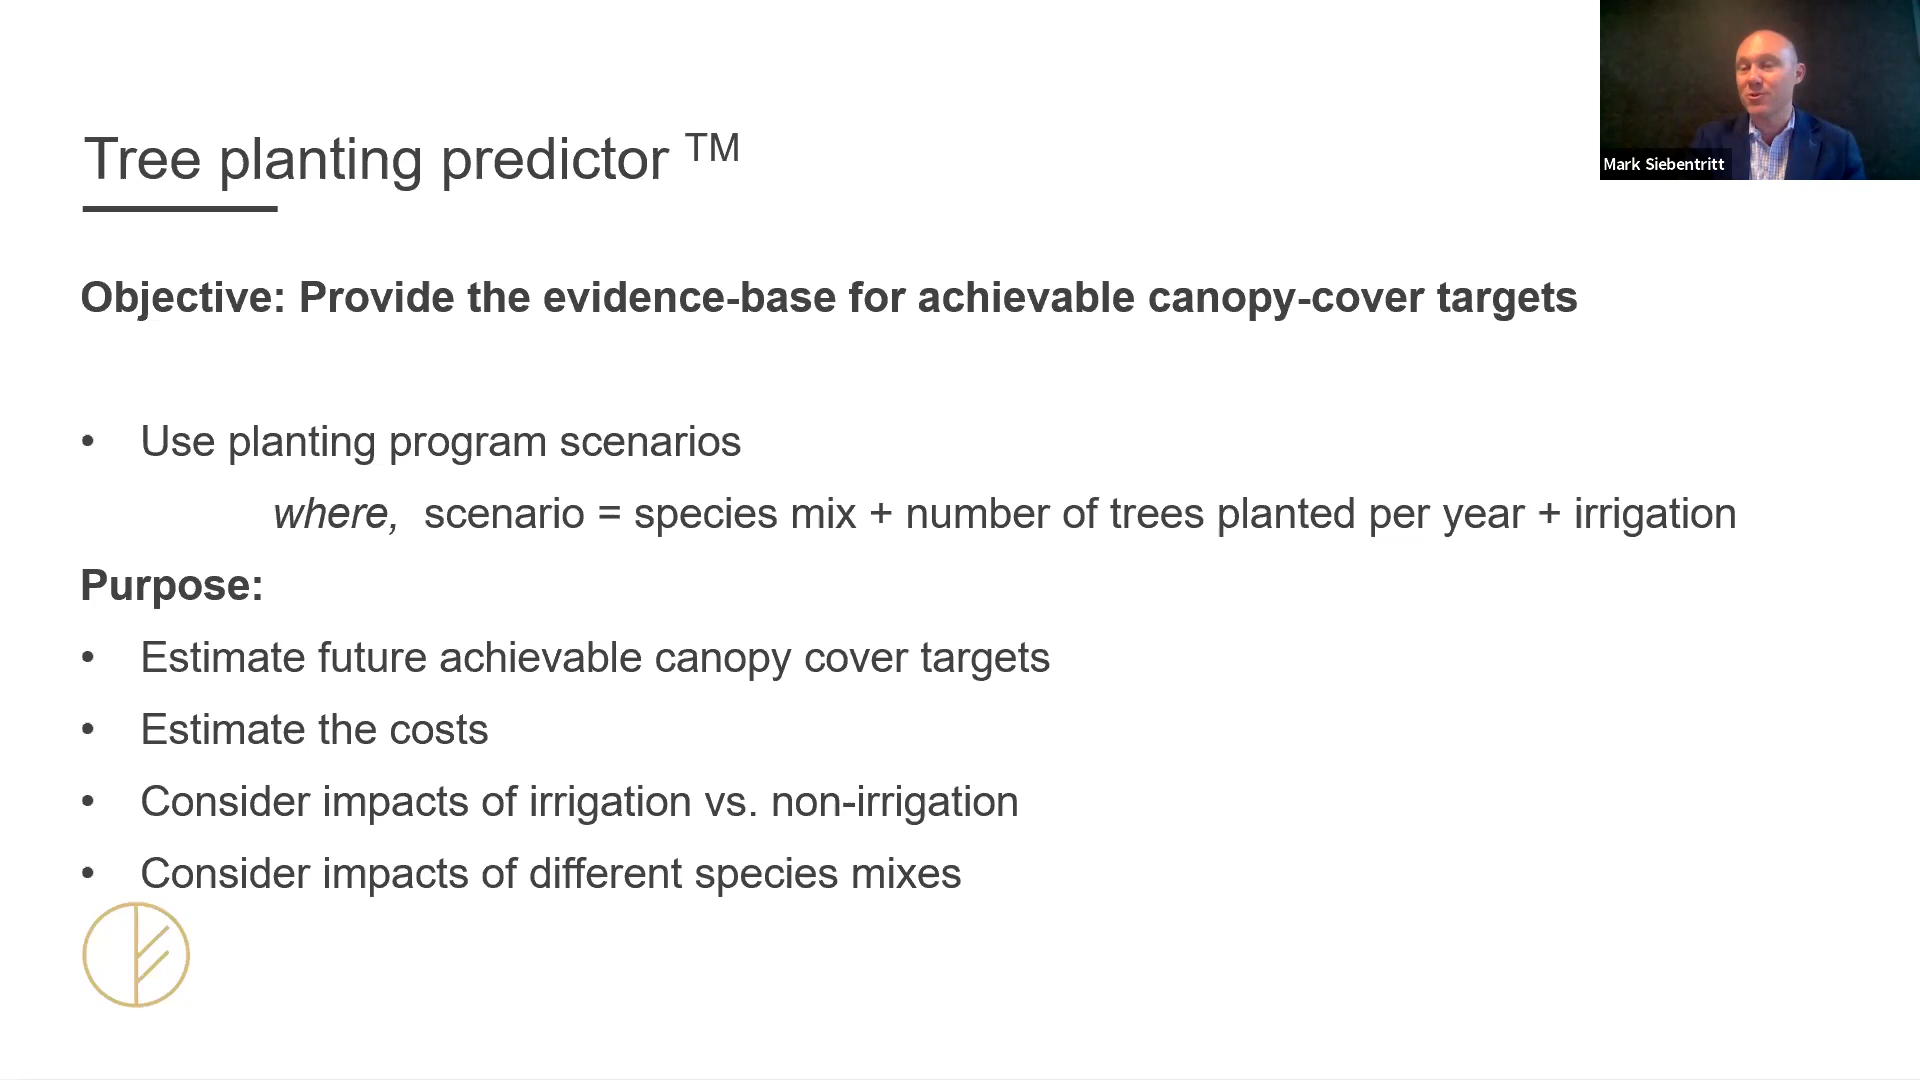 Tree planting predictor TM
Mark Siebentritt
Objective: Provide the evidence-base for achievable canopy-cover targets
• Use planting program scenarios
where, scenario = species mix + number of trees planted per year + irrigation
Purpose:
• Estimate future achievable canopy cover targets
• Estimate the costs
• Consider impacts of irrigation vs. non-irrigation
• Consider impacts of different species mixes